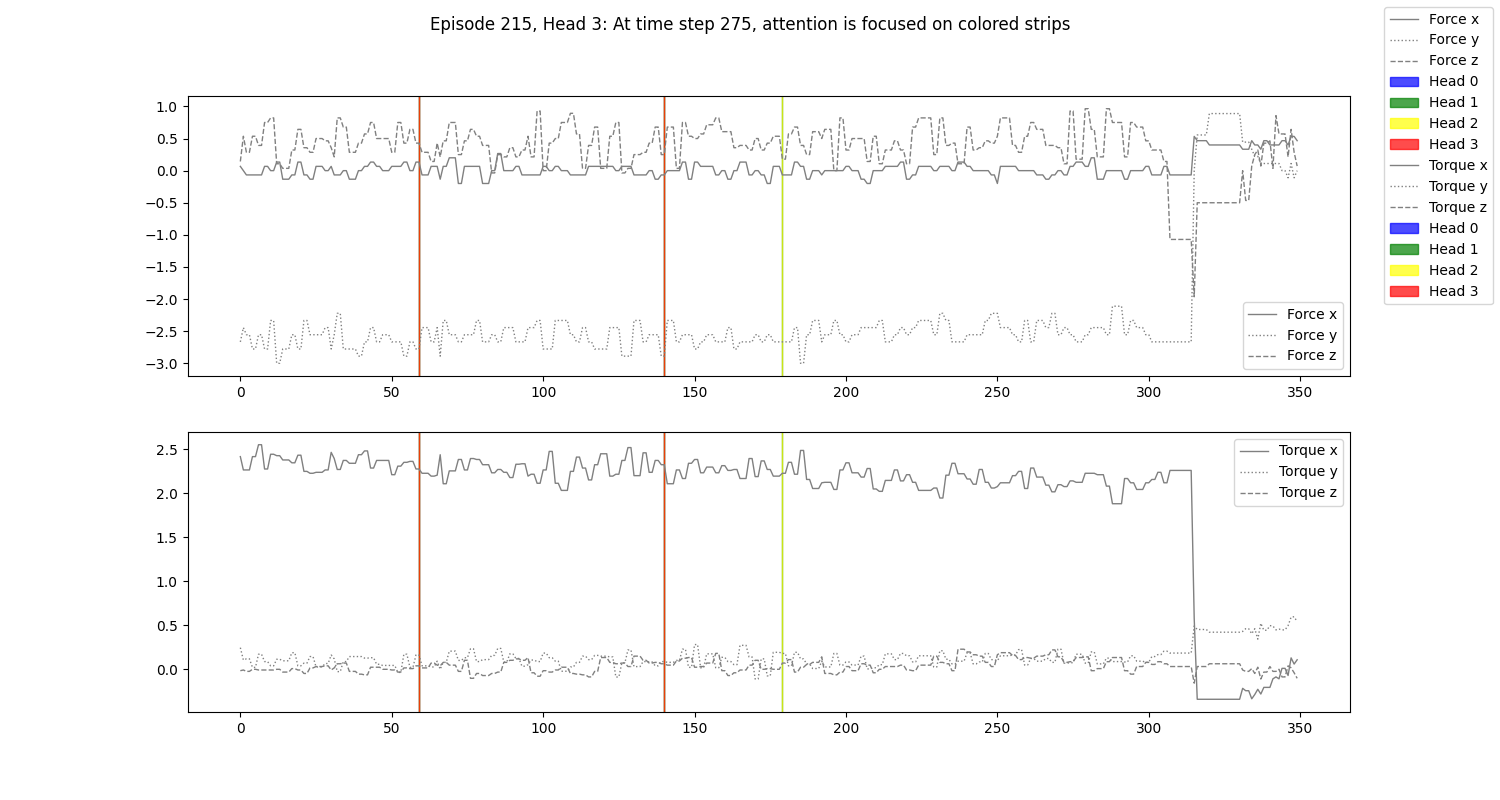 Episode 215, Head 3: At time step 275, attention is focused on colored strips
Force x
Force y
Force z
Head 0
Head 1
Head 2
Head 3
Torque x
Torque y
Torque z
Head 0
Head 1
Head 2
Head 3
1.0
0.5
0.0
−0.5
−1.0
−1.5
−2.0
−2.5
−3.0
Force x
Force y
Force z
0 50 100 150 200 250 300 350
2.5
2.0
1.5
1.0
0.5
0.0
Torque x
Torque y
Torque z
0 50 100 150 200 250 300 350